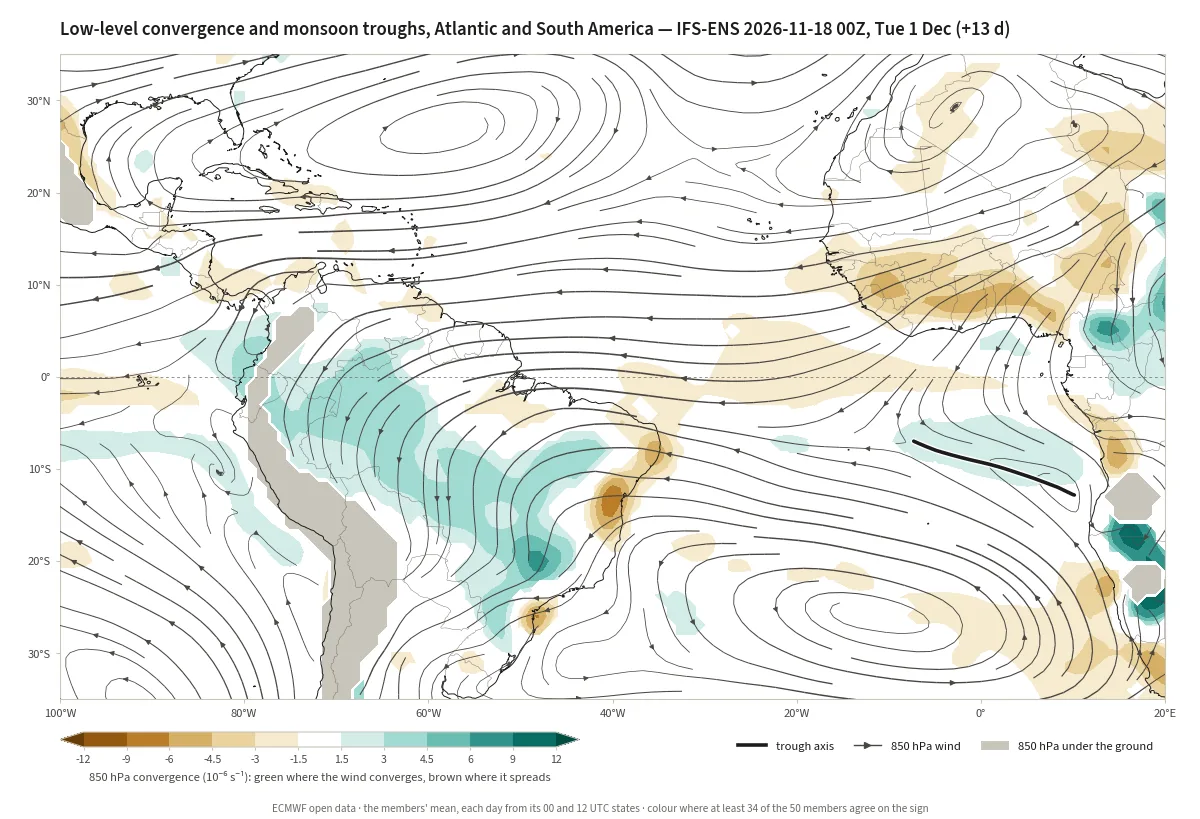 Low-level convergence and monsoon troughs, Atlantic and South America — IFS-ENS 2026-11-18 00Z, Tue 1 Dec (+13 d)
30°N
20°N
10°N
0°
10°S
20°S
30°S
100°W 80°W 60°W 40°W 20°W 0° 20°E
-12 -9 -6 -4.5 -3 -1.5 1.5 3 4.5 6 9 12
850 hPa convergence (10⁻⁶ s⁻¹): green where the wind converges, brown where it spreads
trough axis 850 hPa wind 850 hPa under the ground
ECMWF open data · the members' mean, each day from its 00 and 12 UTC states · colour where at least 34 of the 50 members agree on the sign